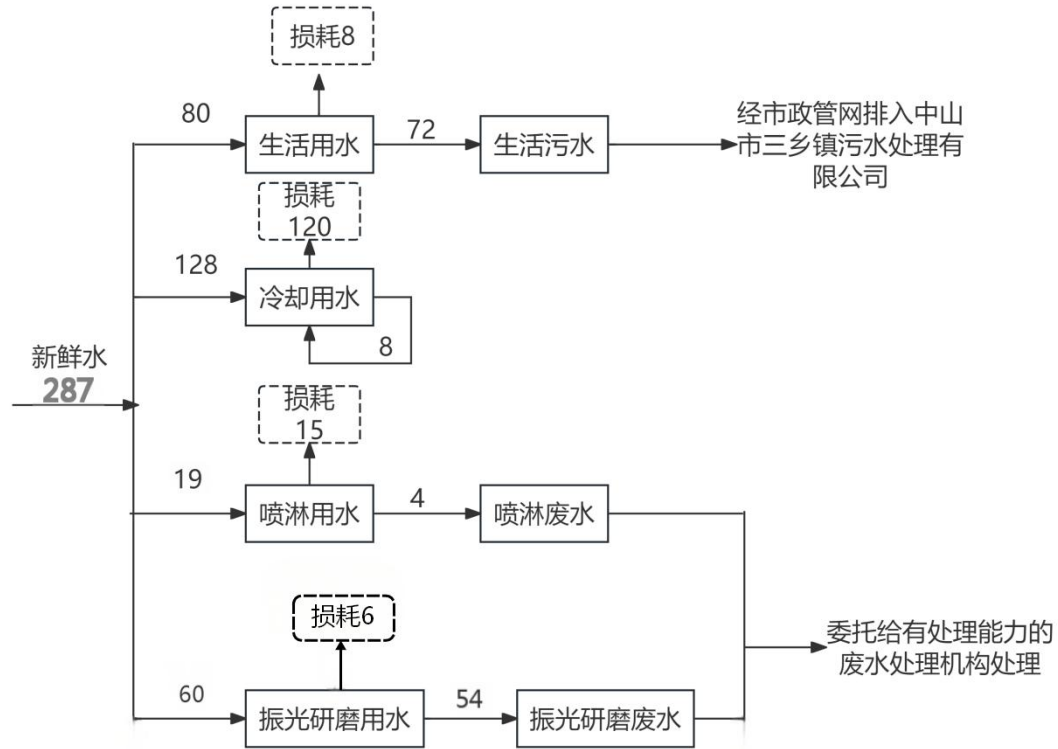 损耗8
80
生活用水
72
生活污水
经市政管网排入中山
市三乡镇污水处理有
限公司
损耗
120
128
冷却用水
8
新鲜水
287
损耗
15
19
喷淋用水
4
喷淋废水
损耗6
60
振光研磨用水
54
振光研磨废水
委托给有处理能力的
废水处理机构处理